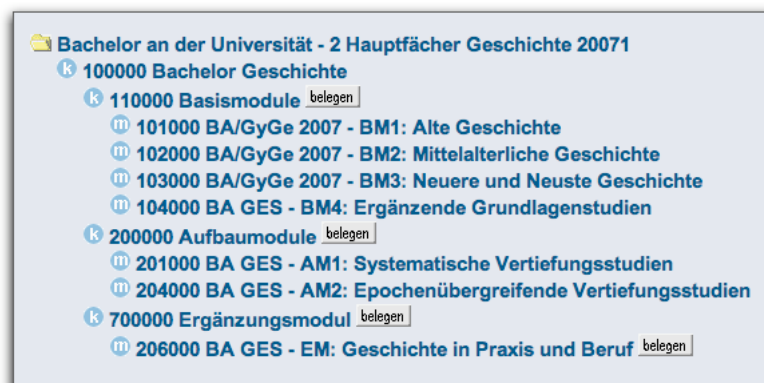 Bachelor an der Universität - 2 Hauptfächer Geschichte 20071
k 100000 Bachelor Geschichte
k 110000 Basismodule belegen
m 101000 BA/GyGe 2007 - BM1: Alte Geschichte
m 102000 BA/GyGe 2007 - BM2: Mittelalterliche Geschichte
m 103000 BA/GyGe 2007 - BM3: Neuere und Neuste Geschichte
m 104000 BA GES - BM4: Ergänzende Grundlagenstudien
k 200000 Aufbaumodule belegen
m 201000 BA GES - AM1: Systematische Vertiefungsstudien
m 204000 BA GES - AM2: Epochenübergreifende Vertiefungsstudien
k 700000 Ergänzungsmodul belegen
m 206000 BA GES - EM: Geschichte in Praxis und Beruf belegen